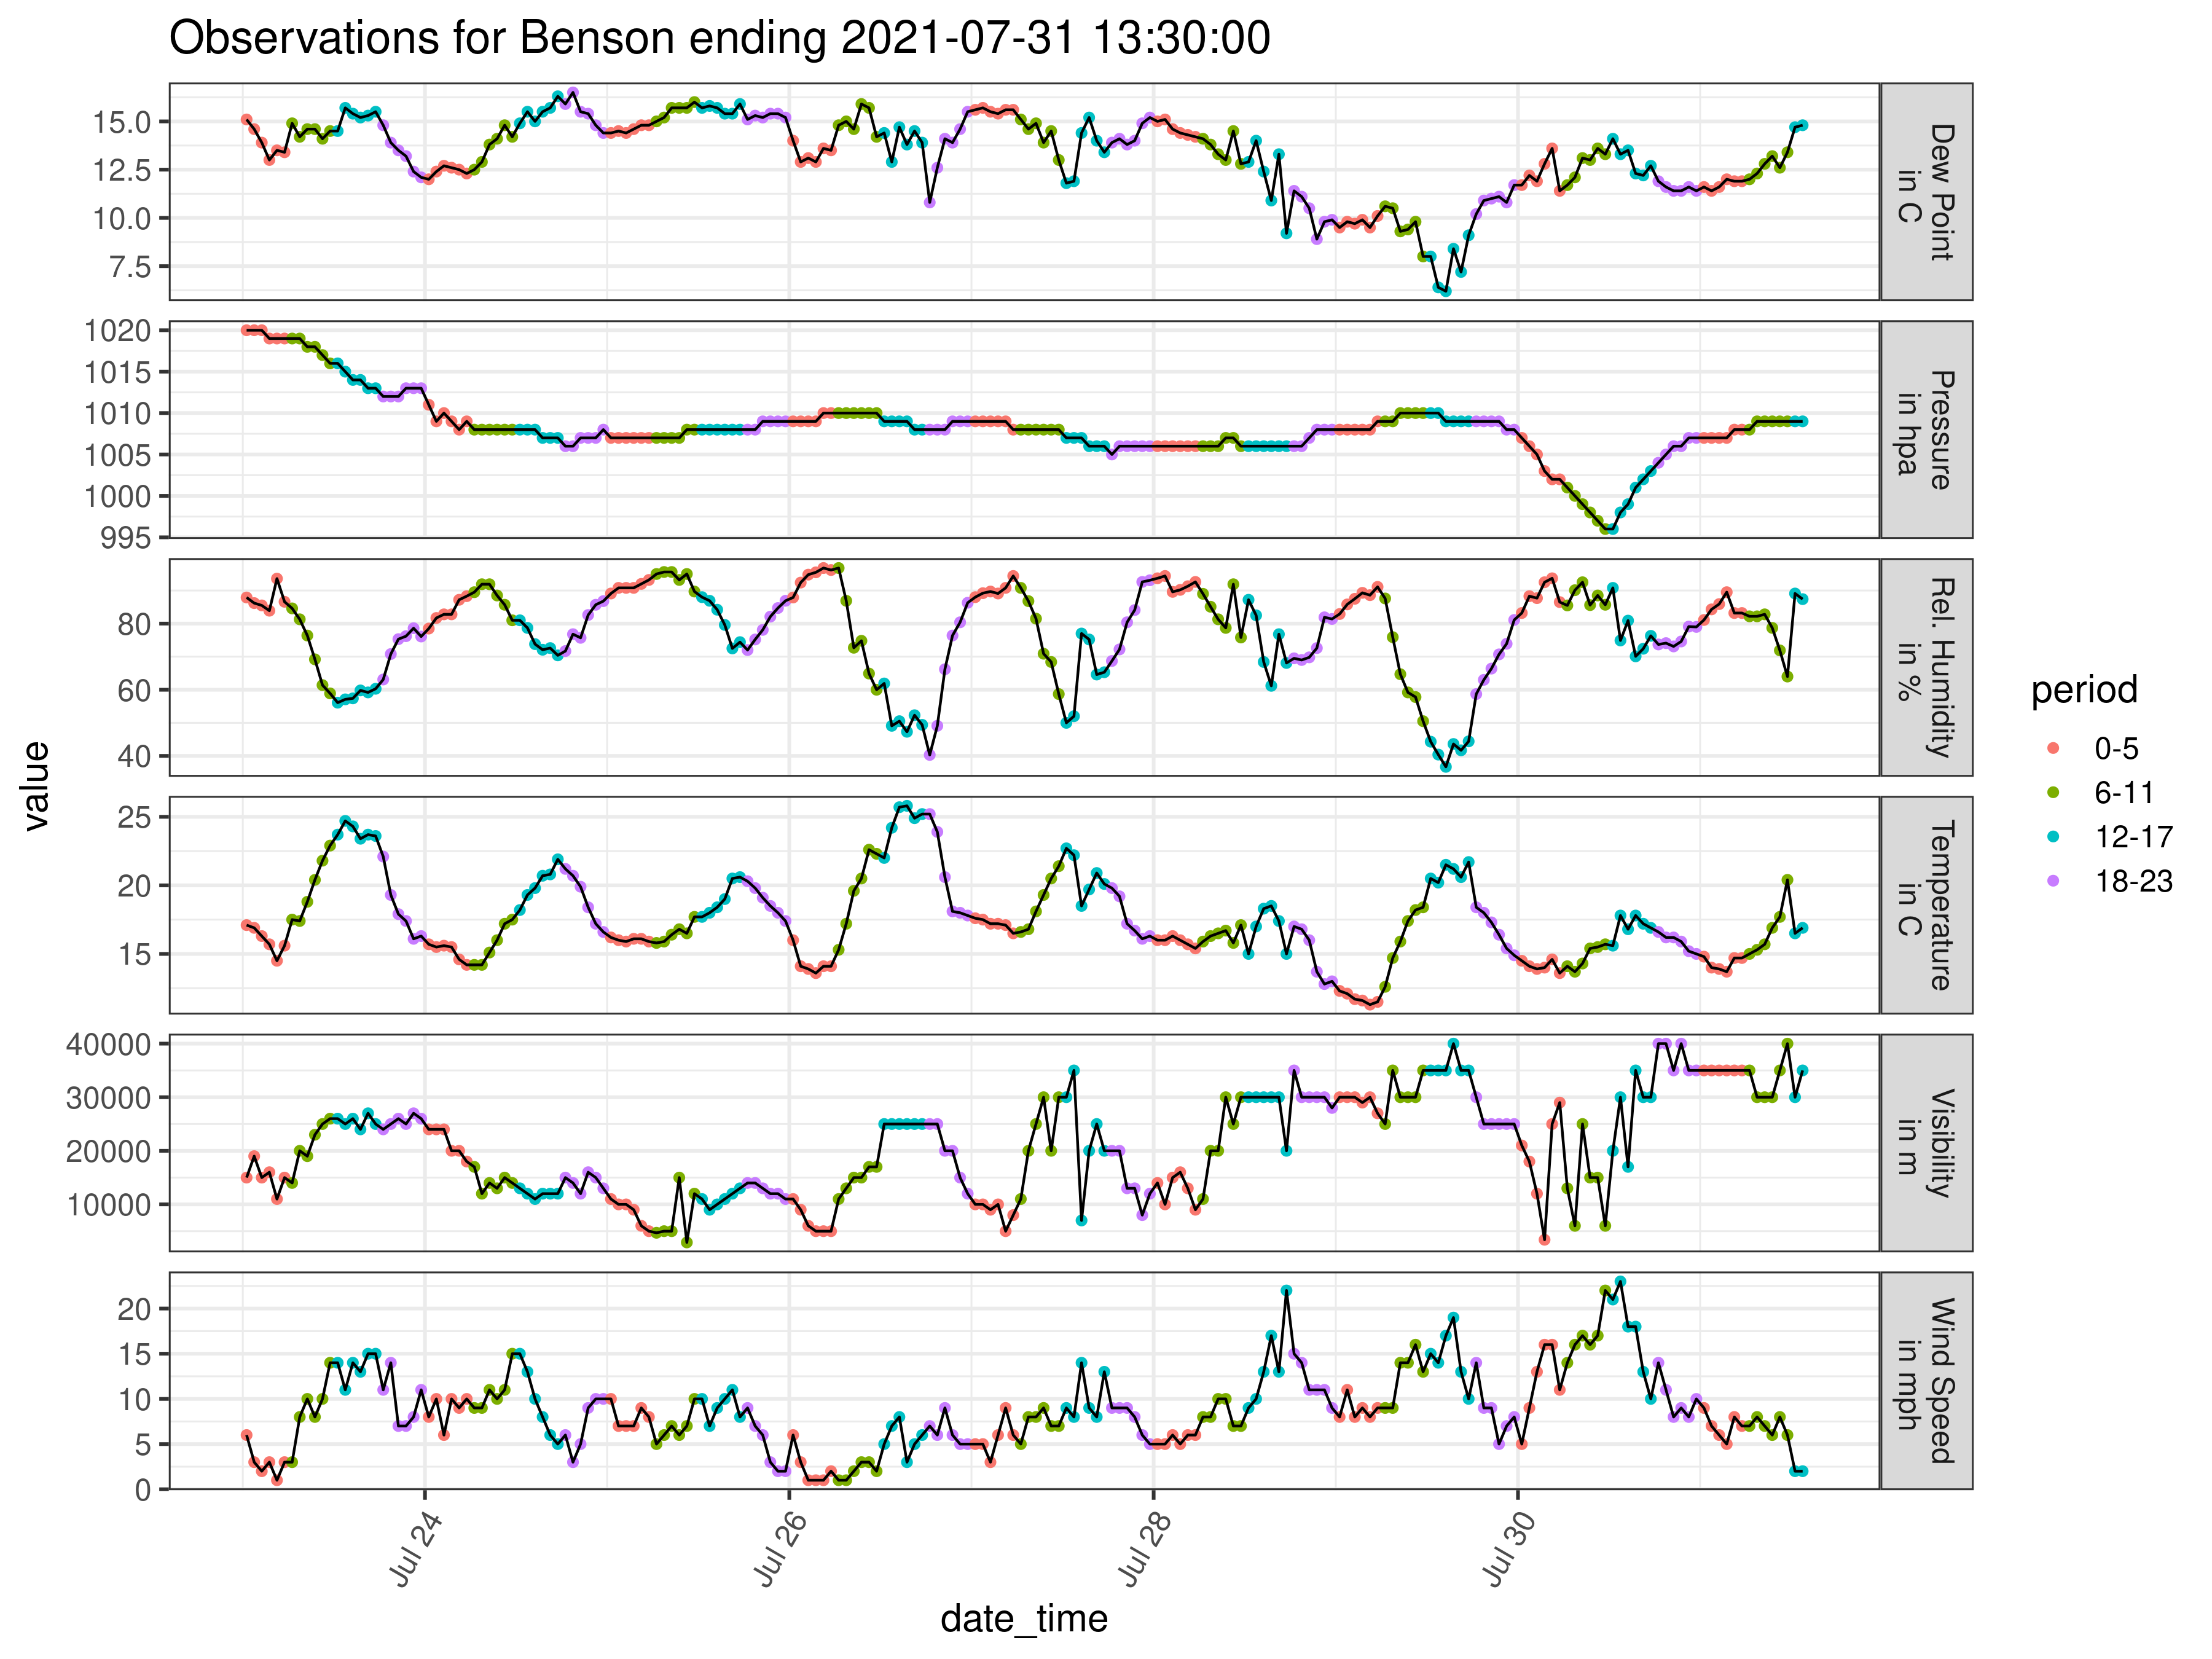 Observations for Benson ending 2021-07-31 13:30:00
value
15.0
12.5
10.0
7.5
Dew Point
in C
1020
1015
1010
1005
1000
995
Pressure
in hpa
80
60
40
Rel. Humidity
in %
25
20
15
Temperature
in C
40000
30000
20000
10000
Visibility
in m
20
15
10
5
0
Wind Speed
in mph
Jul 24
Jul 26
Jul 28
Jul 30
date_time
period
0-5
6-11
12-17
18-23